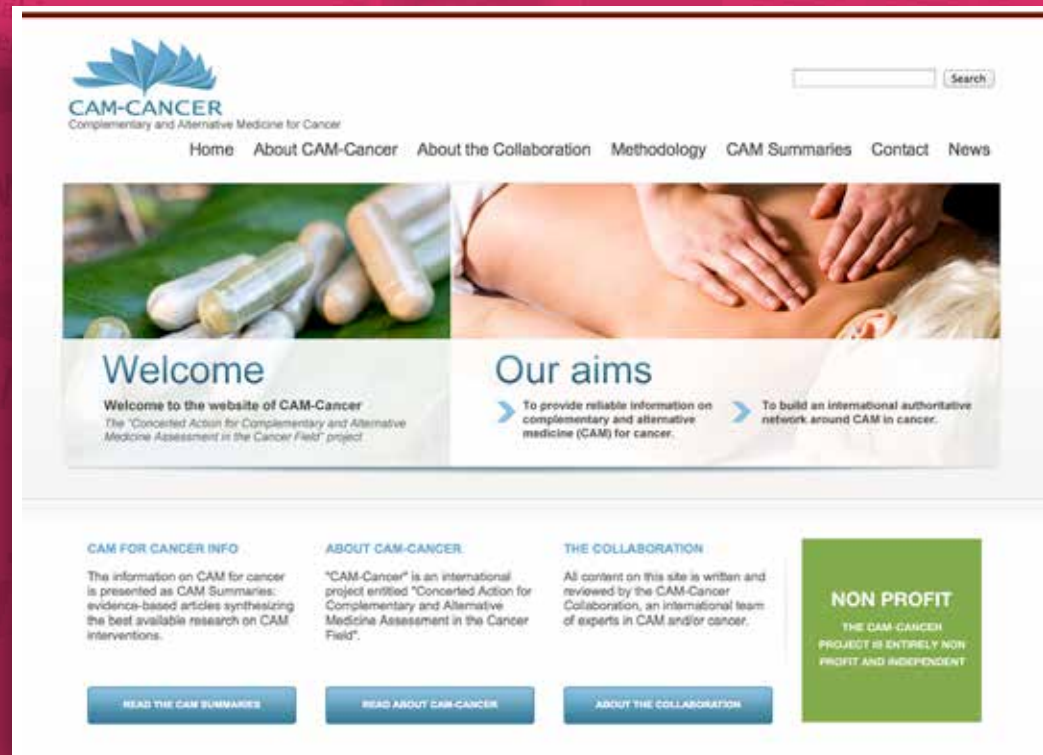 CAM-CANCER
Complementary and Alternative Medicine for Cancer
Search
Home About CAM-Cancer About the Collaboration Methodology CAM Summaries Contact News
Welcome
Welcome to the website of CAM-Cancer
The "Concerted Action for Complementary and Alternative
Medicine Assessment in the Cancer Field" project
Our aims
To provide reliable information on
complementary and alternative
medicine (CAM) for cancer.
To build an international authoritative
network around CAM in cancer.
CAM FOR CANCER INFO
The information on CAM for cancer
is presented as CAM Summaries:
evidence-based articles synthesizing
the best available research on CAM
interventions.
READ THE CAM SUMMARIES
ABOUT CAM-CANCER
"CAM-Cancer" is an international
project entitled "Concerted Action for
Complementary and Alternative
Medicine Assessment in the Cancer
Field".
READ ABOUT CAM-CANCER
THE COLLABORATION
All content on this site is written and
reviewed by the CAM-Cancer
Collaboration, an international team
of experts in CAM and/or cancer.
ABOUT THE COLLABORATION
NON PROFIT
THE CAM-CANCER
PROJECT IS ENTIRELY NON
PROFIT AND INDEPENDENT